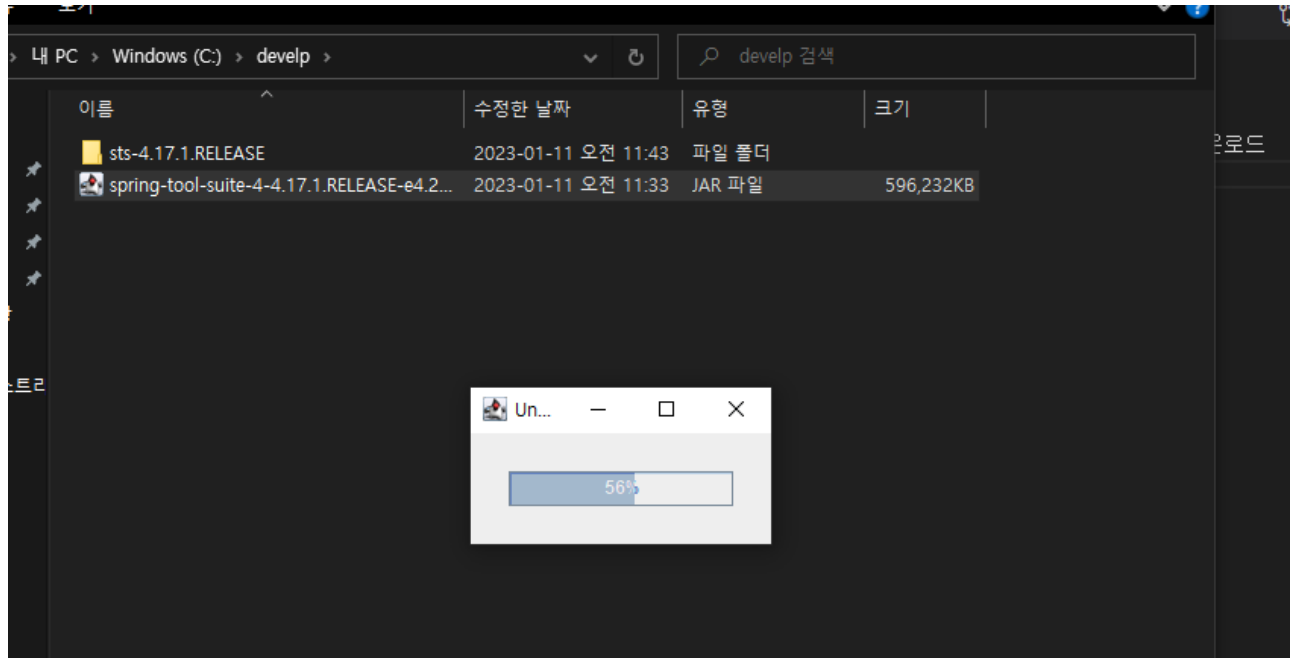 보기
내 PC > Windows (C:) > develp >
develp 검색
이름 수정한 날짜 유형 크기
sts-4.17.1.RELEASE 2023-01-11 오전 11:43 파일 폴더
spring-tool-suite-4-4.17.1.RELEASE-e4.2... 2023-01-11 오전 11:33 JAR 파일 596,232KB
Un...
56%